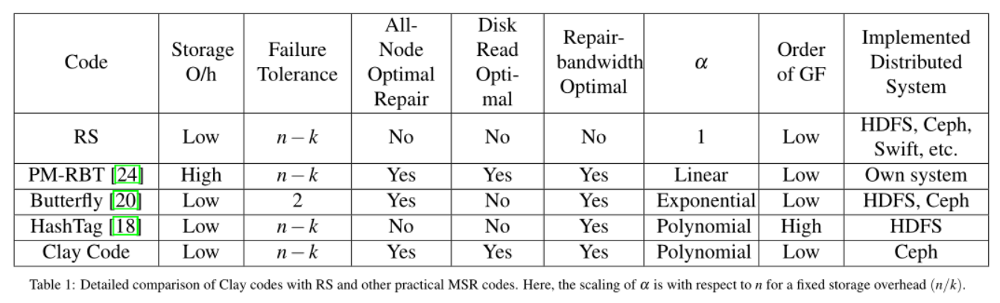 Code | Storage O/h | Failure Tolerance | All-Node Optimal Repair | Disk Read Opti-mal | Repair-bandwidth Optimal | α | Order of GF | Implemented Distributed System
RS | Low | n − k | No | No | No | 1 | Low | HDFS, Ceph, Swift, etc.
PM-RBT [24] | High | n − k | Yes | Yes | Yes | Linear | Low | Own system
Butterfly [20] | Low | 2 | Yes | No | Yes | Exponential | Low | HDFS, Ceph
HashTag [18] | Low | n − k | No | No | Yes | Polynomial | High | HDFS
Clay Code | Low | n − k | Yes | Yes | Yes | Polynomial | Low | Ceph
Table 1: Detailed comparison of Clay codes with RS and other practical MSR codes. Here, the scaling of α is with respect to n for a fixed storage overhead (n/k).